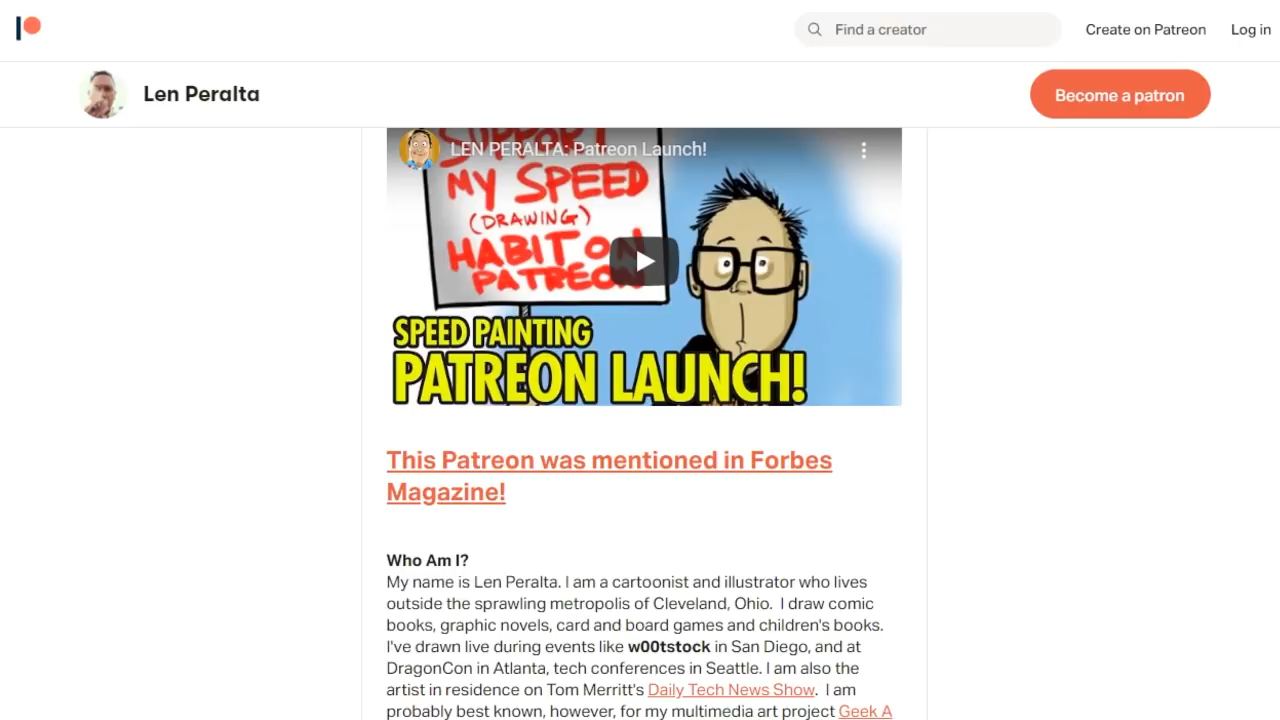 Find a creator
Create on Patreon
Log in
Len Peralta
Become a patron
SUPPORT
LEN PERALTA: Patreon Launch!
MY SPEED
(DRAWING)
HABIT ON
PATREON
SPEED PAINTING
PATREON LAUNCH!
This Patreon was mentioned in Forbes
Magazine!
Who Am I?
My name is Len Peralta. I am a cartoonist and illustrator who lives
outside the sprawling metropolis of Cleveland, Ohio.  I draw comic
books, graphic novels, card and board games and children's books.
I've drawn live during events like w00tstock in San Diego, and at
DragonCon in Atlanta, tech conferences in Seattle. I am also the
artist in residence on Tom Merritt's Daily Tech News Show.  I am
probably best known, however, for my multimedia art project Geek A